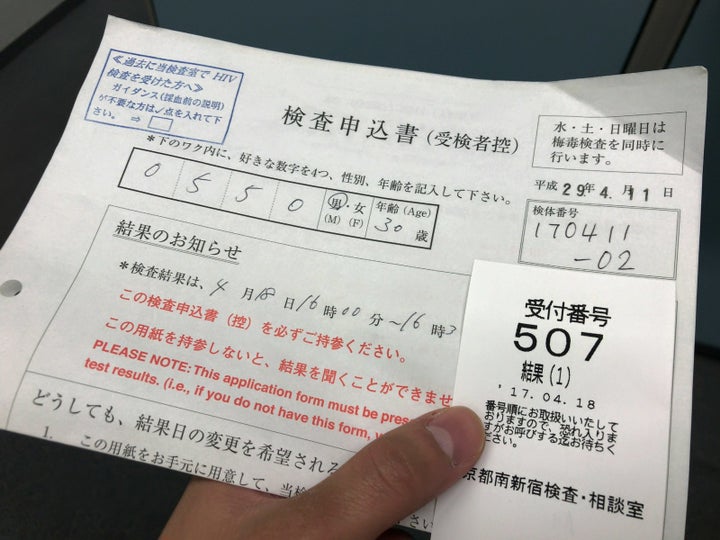 ≪過去に当検査室で HIV
検査を受けた方へ≫
ガイダンス(採血前の説明)
が不要な方は✓点を入れて下
さい。 ⇒ □
検査申込書 (受検者控)
水・土・日曜日は
梅毒検査を同時に
行います。
*下のワク内に、好きな数字を4つ、性別、年齢を記入して下さい。
平成 29年 4月 11日
0 5 5 0 男・女 (M) (F) 年齢 (Age) 30 歳
検体番号
170411
-02
結果のお知らせ
*検査結果は、4月18日16時00分~16時3
この検査申込書(控)を必ずご持参ください。
この用紙を持参しないと、結果を聞くことができませ
PLEASE NOTE: This application form must be pres
test results. (i.e., if you do not have this form,
どうしても、結果日の変更を希望される
1. この用紙をお手元に用意して、当検
さい
受付番号
507
結果(1)
'17.04.18
番号順にお取扱いいたして
おりますので、恐れ入りま
すがお呼びする迄お待ちく
ださい。
京都南新宿検査・相談室